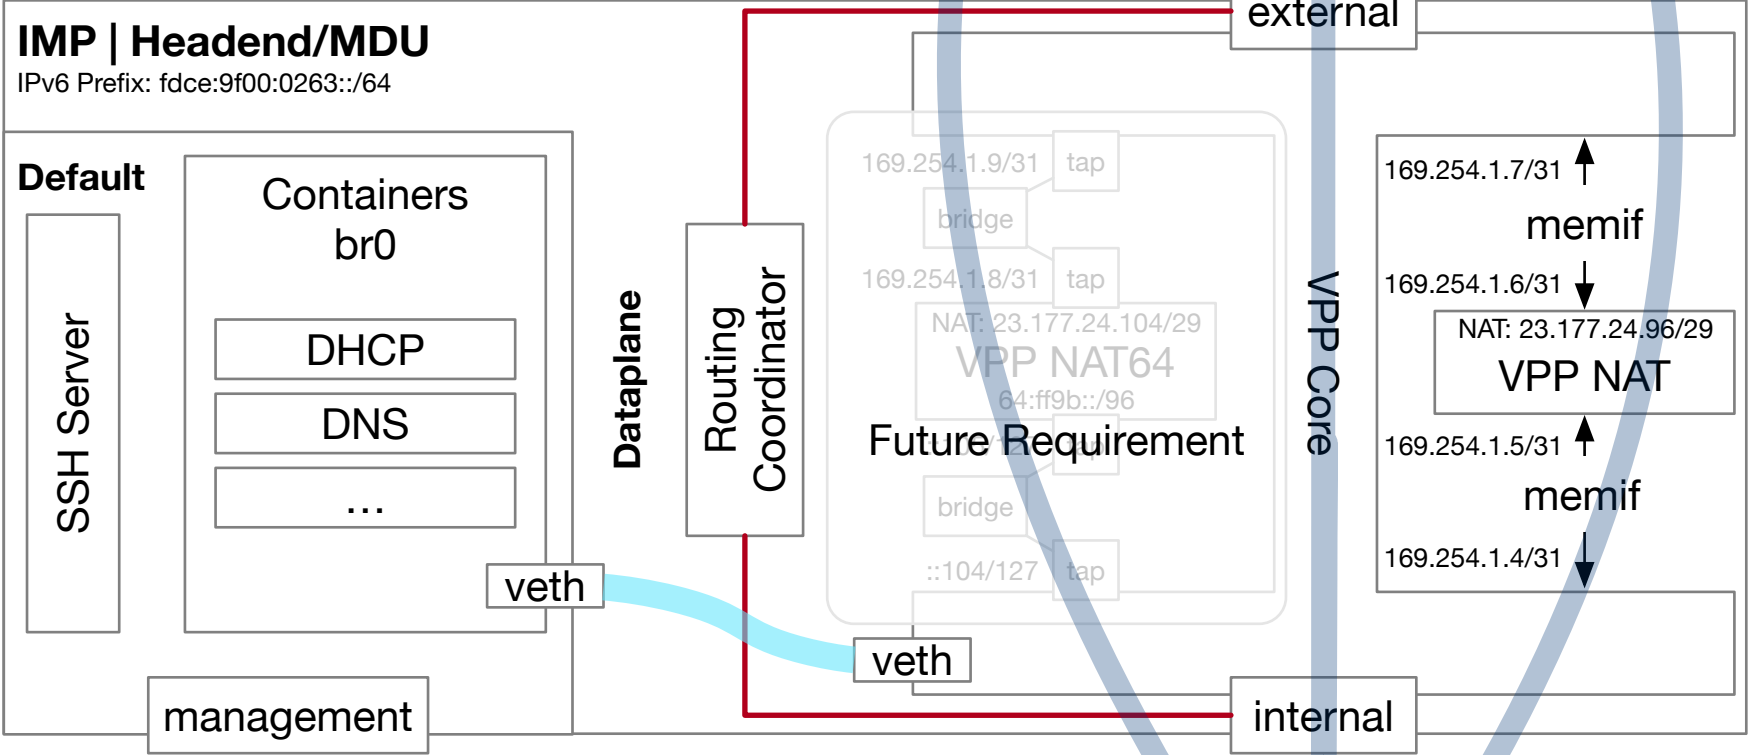 external
IMP | Headend/MDU
IPv6 Prefix: fdce:9f00:0263::/64
Default
SSH Server
Containers
br0
DHCP
DNS
...
veth
management
Dataplane
Routing
Coordinator
169.254.1.9/31
tap
bridge
169.254.1.8/31
tap
NAT: 23.177.24.104/29
VPP NAT64
64:ff9b::/96
Future Requirement
tap
bridge
::104/127
tap
veth
VPP Core
169.254.1.7/31
memif
169.254.1.6/31
NAT: 23.177.24.96/29
VPP NAT
169.254.1.5/31
memif
169.254.1.4/31
internal